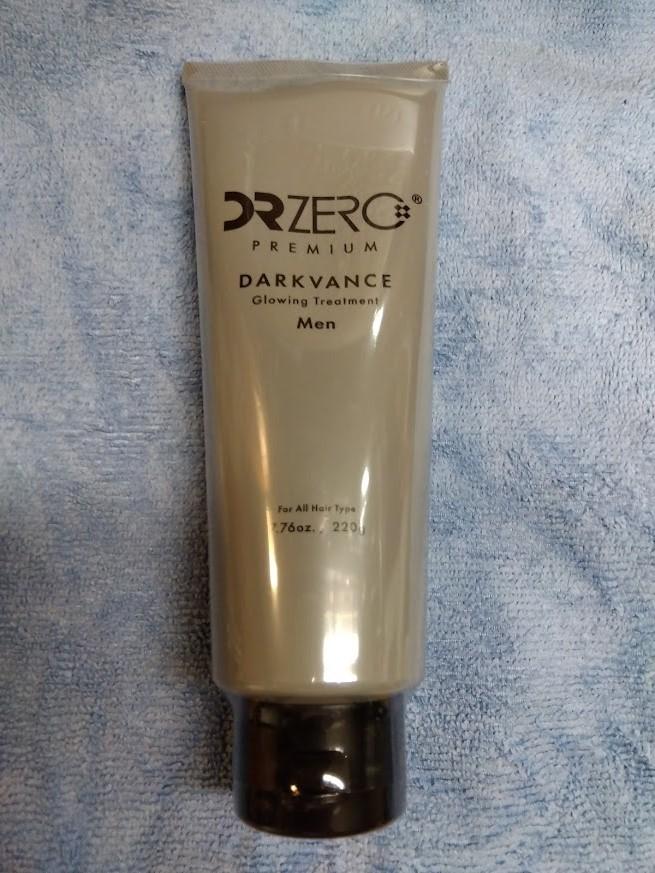 DRZERO®
PREMIUM
DARKVANCE
Glowing Treatment
Men
For All Hair Type
7.76oz. / 220g